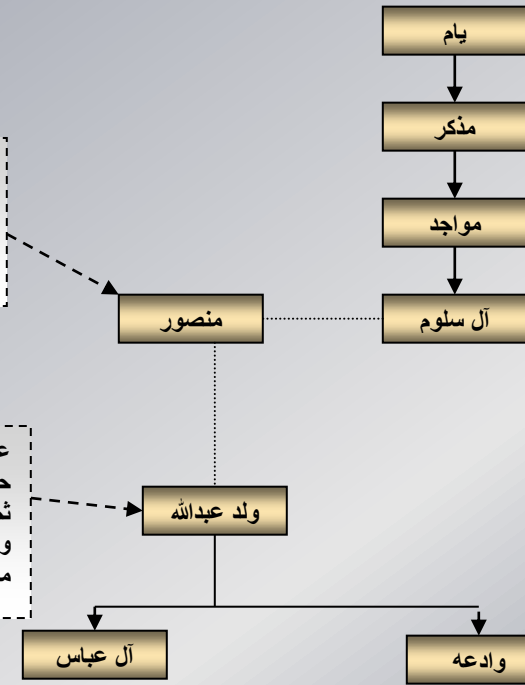 يام
مذكر
مواجد
آل سلوم
منصور
ولد عبدالله
آل عباس
وادعه